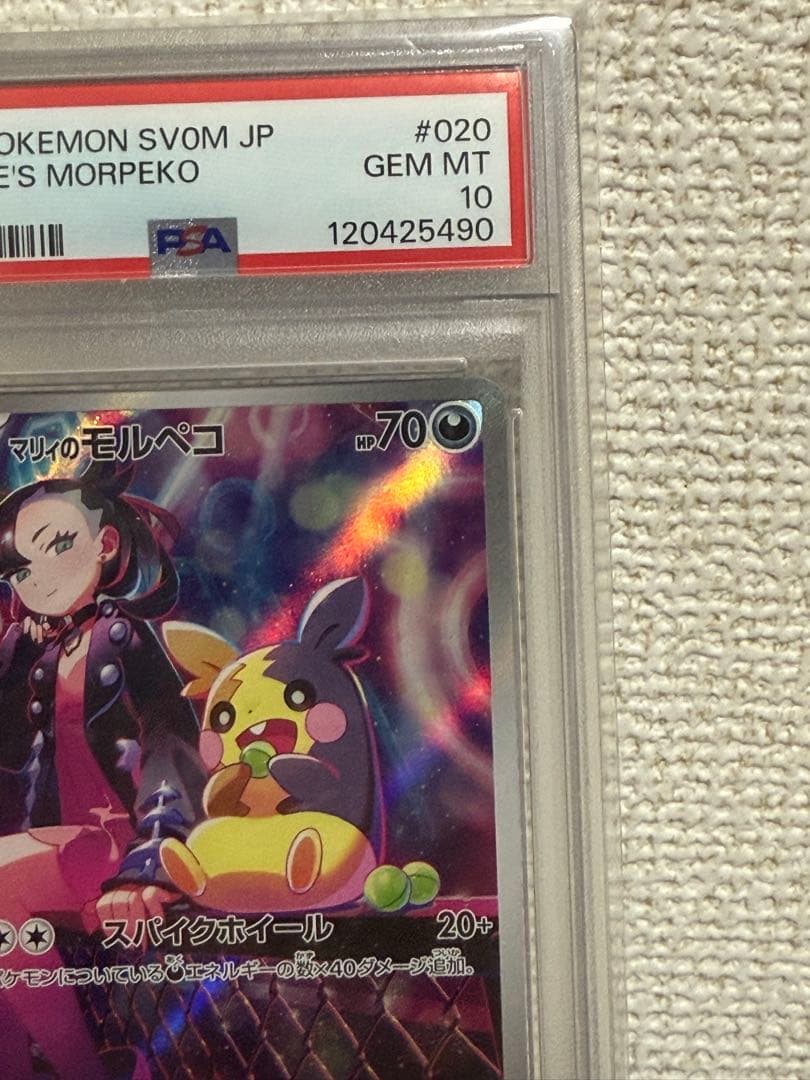 OKEMON SV0M JP #020
E'S MORPEKO GEM MT
10
PSA 120425490
マリィのモルペコ HP70
スパイクホイール 20+
ポケモンについている悪エネルギーの数×40ダメージ追加。